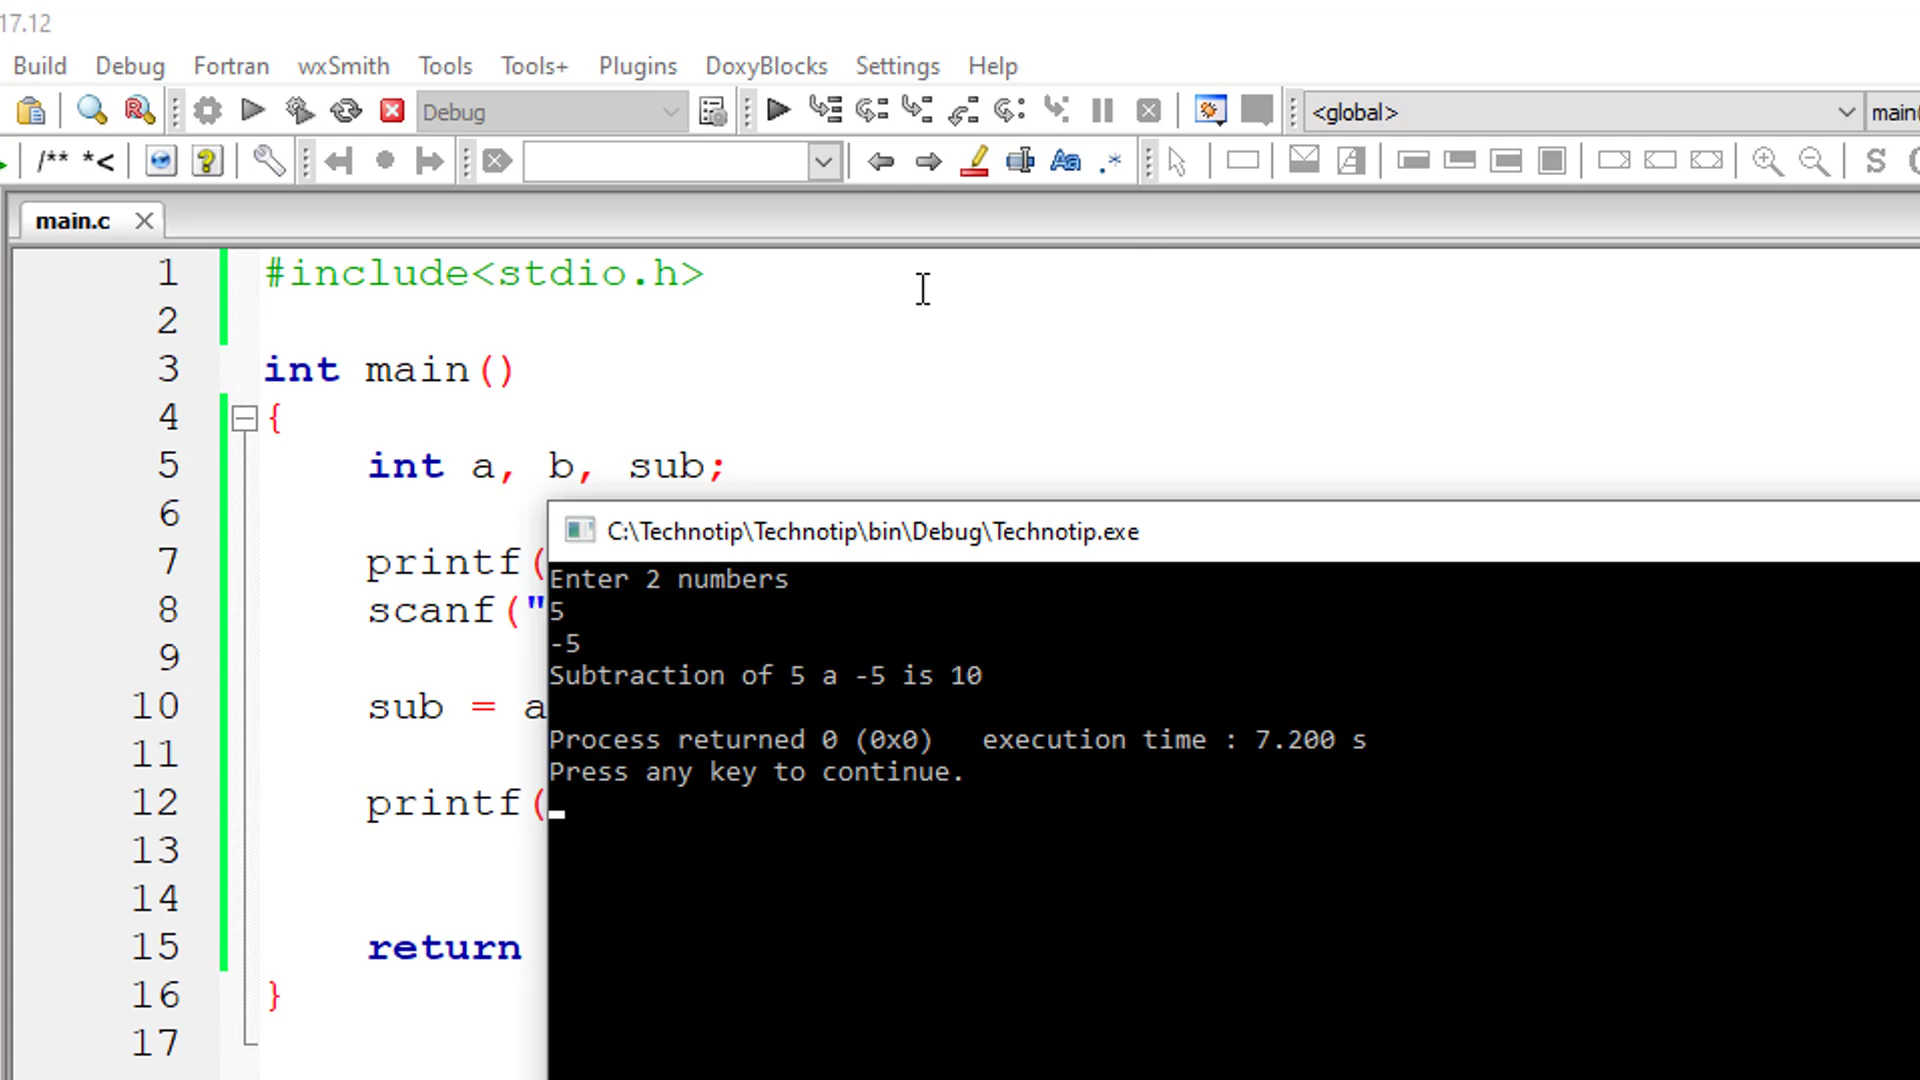 17.12
Build Debug Fortran wxSmith Tools Tools+ Plugins DoxyBlocks Settings Help
Debug <global> main(
/** *< Aa .* S
main.c
1 #include<stdio.h>
2
3 int main()
4 {
5 int a, b, sub;
6
7 printf(
8 scanf("
9
10 sub = a
11
12 printf(
13
14
15 return
16 }
17
C:\Technotip\Technotip\bin\Debug\Technotip.exe
Enter 2 numbers
5
-5
Subtraction of 5 a -5 is 10
Process returned 0 (0x0) execution time : 7.200 s
Press any key to continue.